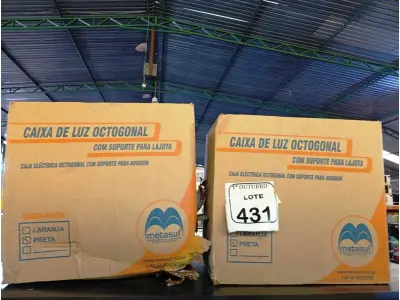 CAIXA DE LUZ OCTOGONAL
COM SUPORTE PARA LAJOTA
CAJA ELÉCTRICA OCTOGONAL CON SUPORTE PARA ADOQUIN
LARANJA
PRETA
metasul
CAIXA DE LUZ OCTOGONAL
COM SUPORTE PARA LAJOTA
CAJA ELÉCTRICA OCTOGONAL CON SUPORTE PARA ADOQUIN
1º OUTUBRO
LOTE
431
PRETA
metasul